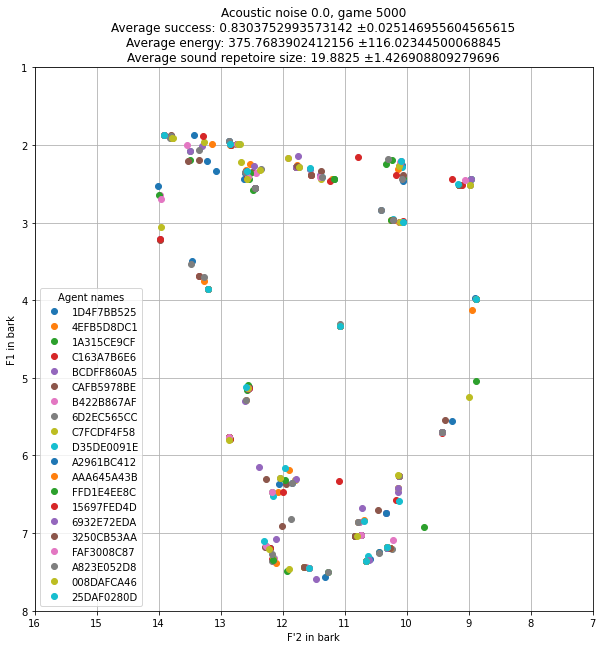 Acoustic noise 0.0, game 5000
Average success: 0.8303752993573142 ±0.025146955604565615
Average energy: 375.7683902412156 ±116.02344500068845
Average sound repetoire size: 19.8825 ±1.426908809279696
1
2
3
4
5
6
7
8
F1 in bark
Agent names
1D4F7BB525
4EFB5D8DC1
1A315CE9CF
C163A7B6E6
BCDFF860A5
CAFB5978BE
B422B867AF
6D2EC565CC
C7FCDF4F58
D35DE0091E
A2961BC412
AAA645A43B
FFD1E4EE8C
15697FED4D
6932E72EDA
3250CB53AA
FAF3008C87
A823E052D8
008DAFCA46
25DAF0280D
16 15 14 13 12 11 10 9 8 7
F'2 in bark